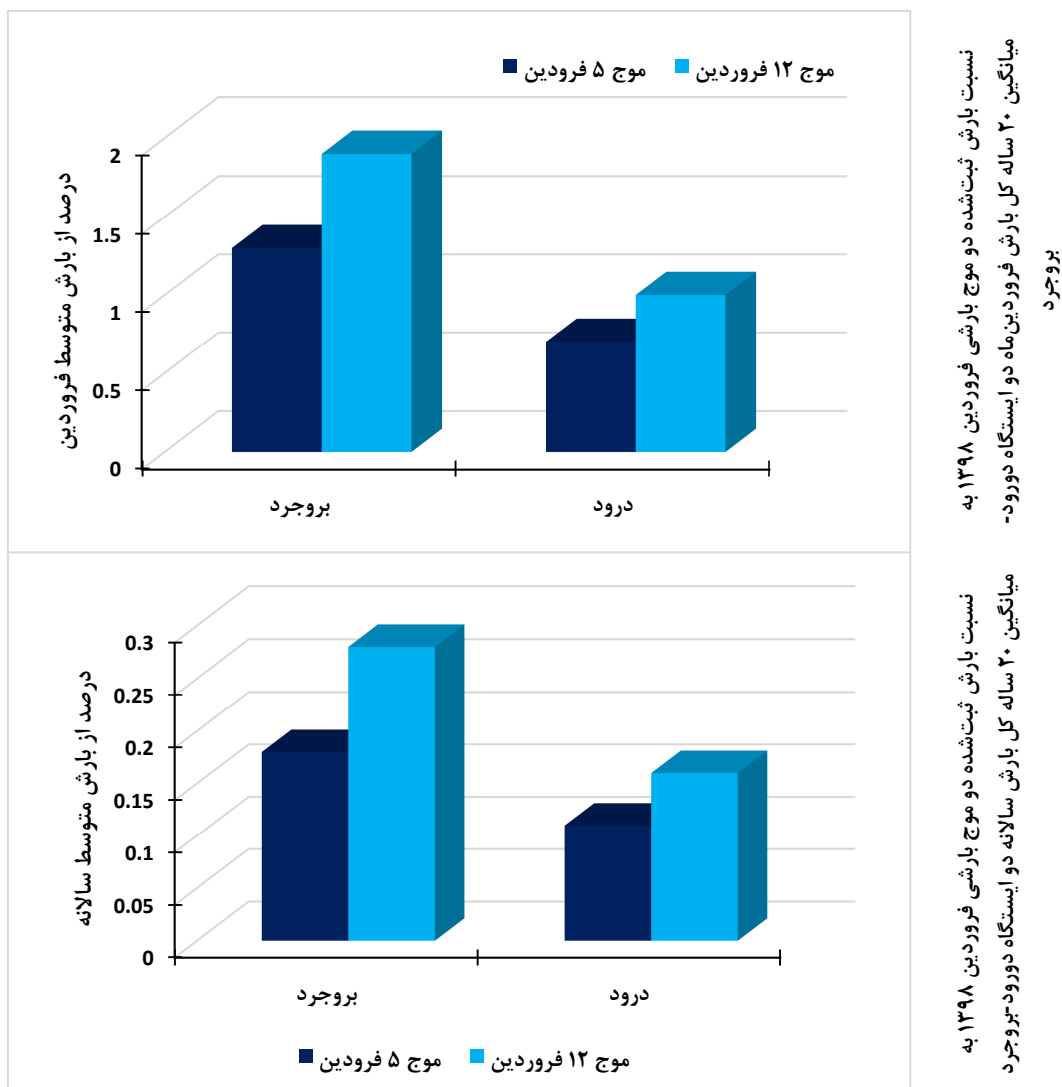 موج ۵ فرودین موج ۱۲ فروردین
درصد از بارش متوسط فروردین
2
1.5
1
0.5
0
بروجرد درود
نسبت بارش ثبت‌شده دو موج بارشی فروردین ۱۳۹۸ به
میانگین ۲۰ ساله کل بارش فروردین‌ماه دو ایستگاه دورود-
بروجرد
درصد از بارش متوسط سالانه
0.3
0.25
0.2
0.15
0.1
0.05
0
بروجرد درود
موج ۵ فرودین موج ۱۲ فروردین
نسبت بارش ثبت‌شده دو موج بارشی فروردین ۱۳۹۸ به
میانگین ۲۰ ساله کل بارش سالانه دو ایستگاه دورود-بروجرد